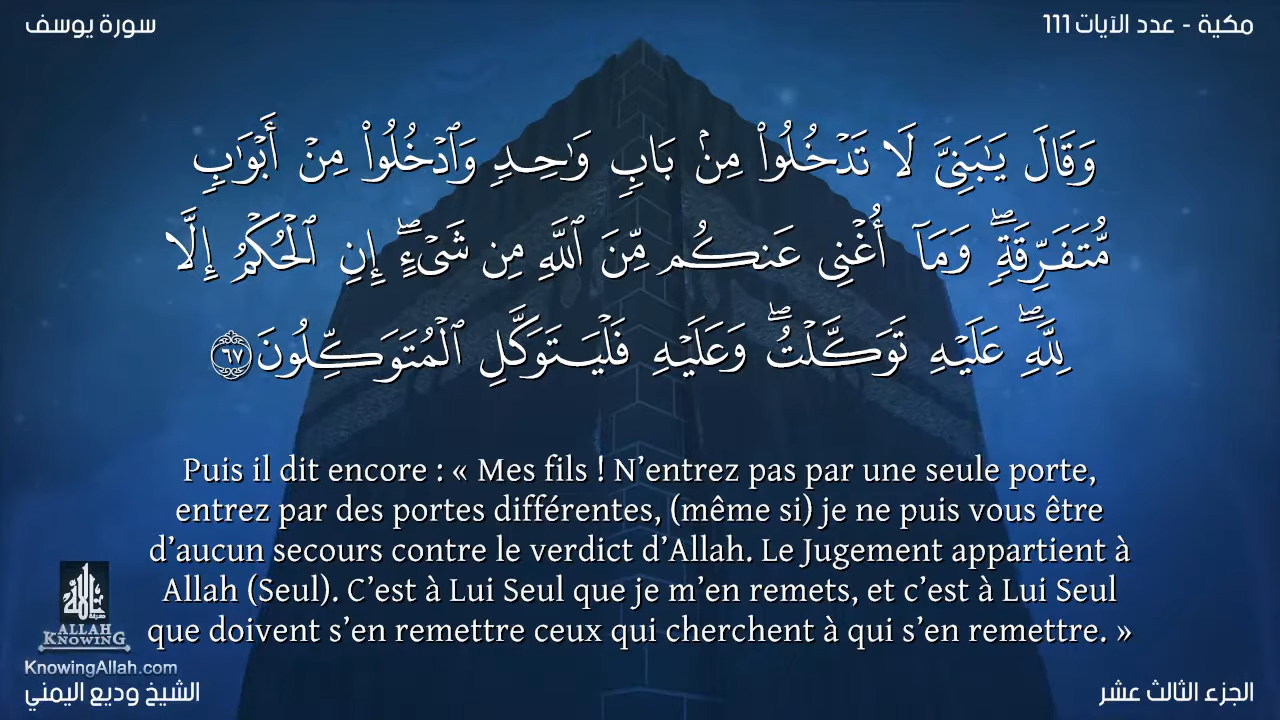 مكية - عدد الآيات 111
سورة يوسف
وَقَالَ يَـٰبَنِىَّ لَا تَدْخُلُوا۟ مِنۢ بَابٍۢ وَٰحِدٍۢ وَٱدْخُلُوا۟ مِنْ أَبْوَٰبٍۢ
مُّتَفَرِّقَةٍۢ ۖ وَمَآ أُغْنِى عَنكُم مِّنَ ٱللَّهِ مِن شَىْءٍ ۖ إِنِ ٱلْحُكْمُ إِلَّا
لِلَّهِ ۖ عَلَيْهِ تَوَكَّلْتُ ۖ وَعَلَيْهِ فَلْيَتَوَكَّلِ ٱلْمُتَوَكِّلُونَ ٦٧
Puis il dit encore : « Mes fils ! N’entrez pas par une seule porte,
entrez par des portes différentes, (même si) je ne puis vous être
d’aucun secours contre le verdict d’Allah. Le Jugement appartient à
Allah (Seul). C’est à Lui Seul que je m’en remets, et c’est à Lui Seul
que doivent s’en remettre ceux qui cherchent à qui s’en remettre. »
ALLAH
KNOWING
KnowingAllah.com
الشيخ وديع اليمني
الجزء الثالث عشر